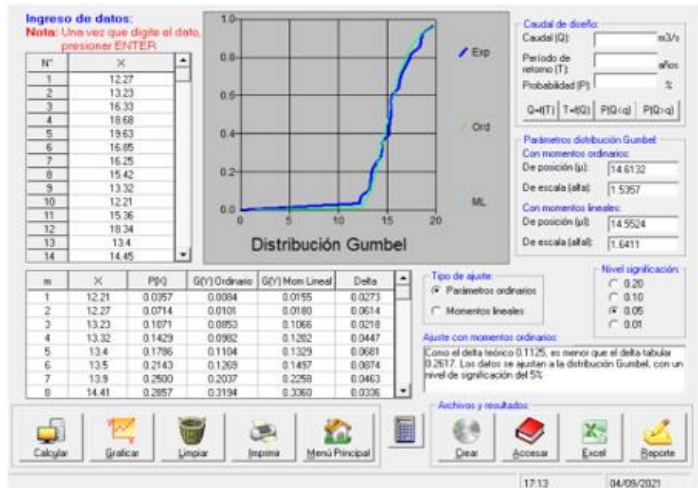 Ingreso de datos:
Nota: Una vez que digite el dato,
presionar ENTER
N° X
1 12.27
2 13.23
3 16.33
4 18.68
5 19.63
6 16.85
7 16.25
8 15.42
9 13.32
10 12.21
11 15.36
12 18.34
13 13.4
14 14.45
1.0
0.8
0.6
0.4
0.2
0.0
0 5 10 15 20
Exp
Ord
ML
Distribución Gumbel
Caudal de diseño:
Caudal (Q): m3/s
Período de
retorno (T): años
Probabilidad (P): %
Q=f(T) T=f(Q) P(Q<q) P(Q>q)
Parámetros distribución Gumbel:
Con momentos ordinarios:
De posición (µ): 14.6132
De escala (alfa): 1.5357
Con momentos lineales:
De posición (µl): 14.5524
De escala (alfal): 1.6411
m X P(X) G(Y) Ordinario G(Y) Mom Lineal Delta
1 12.21 0.0357 0.0084 0.0155 0.0273
2 12.27 0.0714 0.0101 0.0180 0.0614
3 13.23 0.1071 0.0853 0.1066 0.0218
4 13.32 0.1429 0.0982 0.1202 0.0447
5 13.4 0.1786 0.1104 0.1329 0.0681
6 13.5 0.2143 0.1269 0.1497 0.0874
7 13.9 0.2500 0.2037 0.2258 0.0463
8 14.41 0.2857 0.3194 0.3360 0.0336
Tipo de ajuste:
Parámetros ordinarios
Momentos lineales
Nivel significación:
0.20
0.10
0.05
0.01
Ajuste con momentos ordinarios:
Como el delta teórico 0.1125, es menor que el delta tabular
0.2617. Los datos se ajustan a la distribución Gumbel, con un
nivel de significación del 5%
Calcular
Graficar
Limpiar
Imprimir
Menú Principal
Archivos y resultados
Crear
Accesar
Excel
Reporte
17:13 04/09/2021